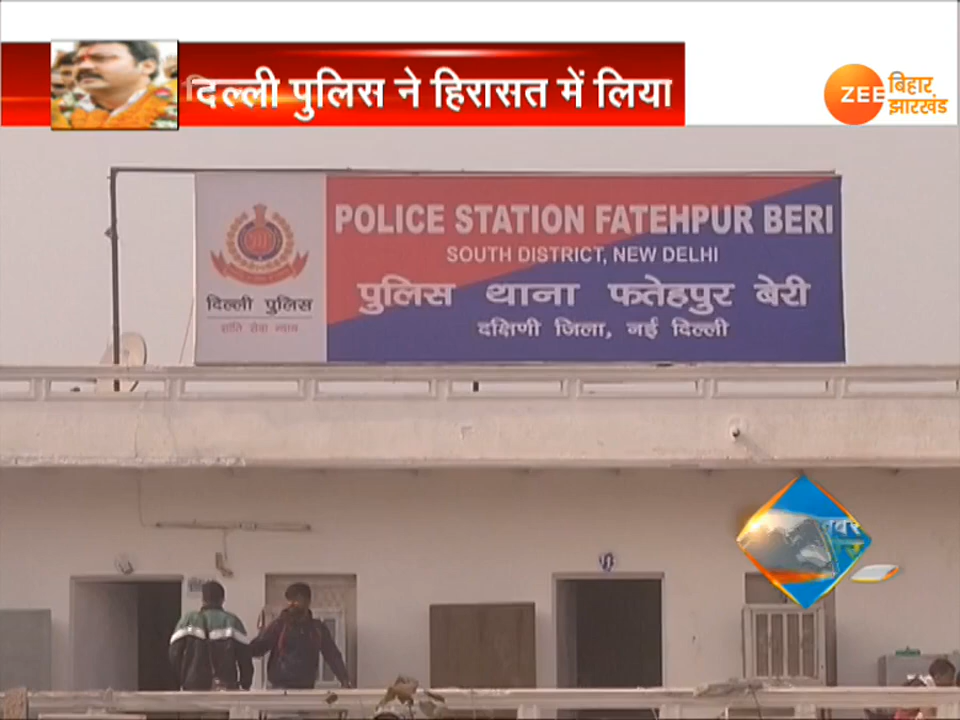 दिल्ली पुलिस ने हिरासत में लिया
ZEE
बिहार
झारखंड
POLICE STATION FATEHPUR BERI
SOUTH DISTRICT, NEW DELHI
पुलिस थाना फतेहपुर बेरी
दक्षिणी जिला, नई दिल्ली
दिल्ली पुलिस
शांति सेवा न्याय